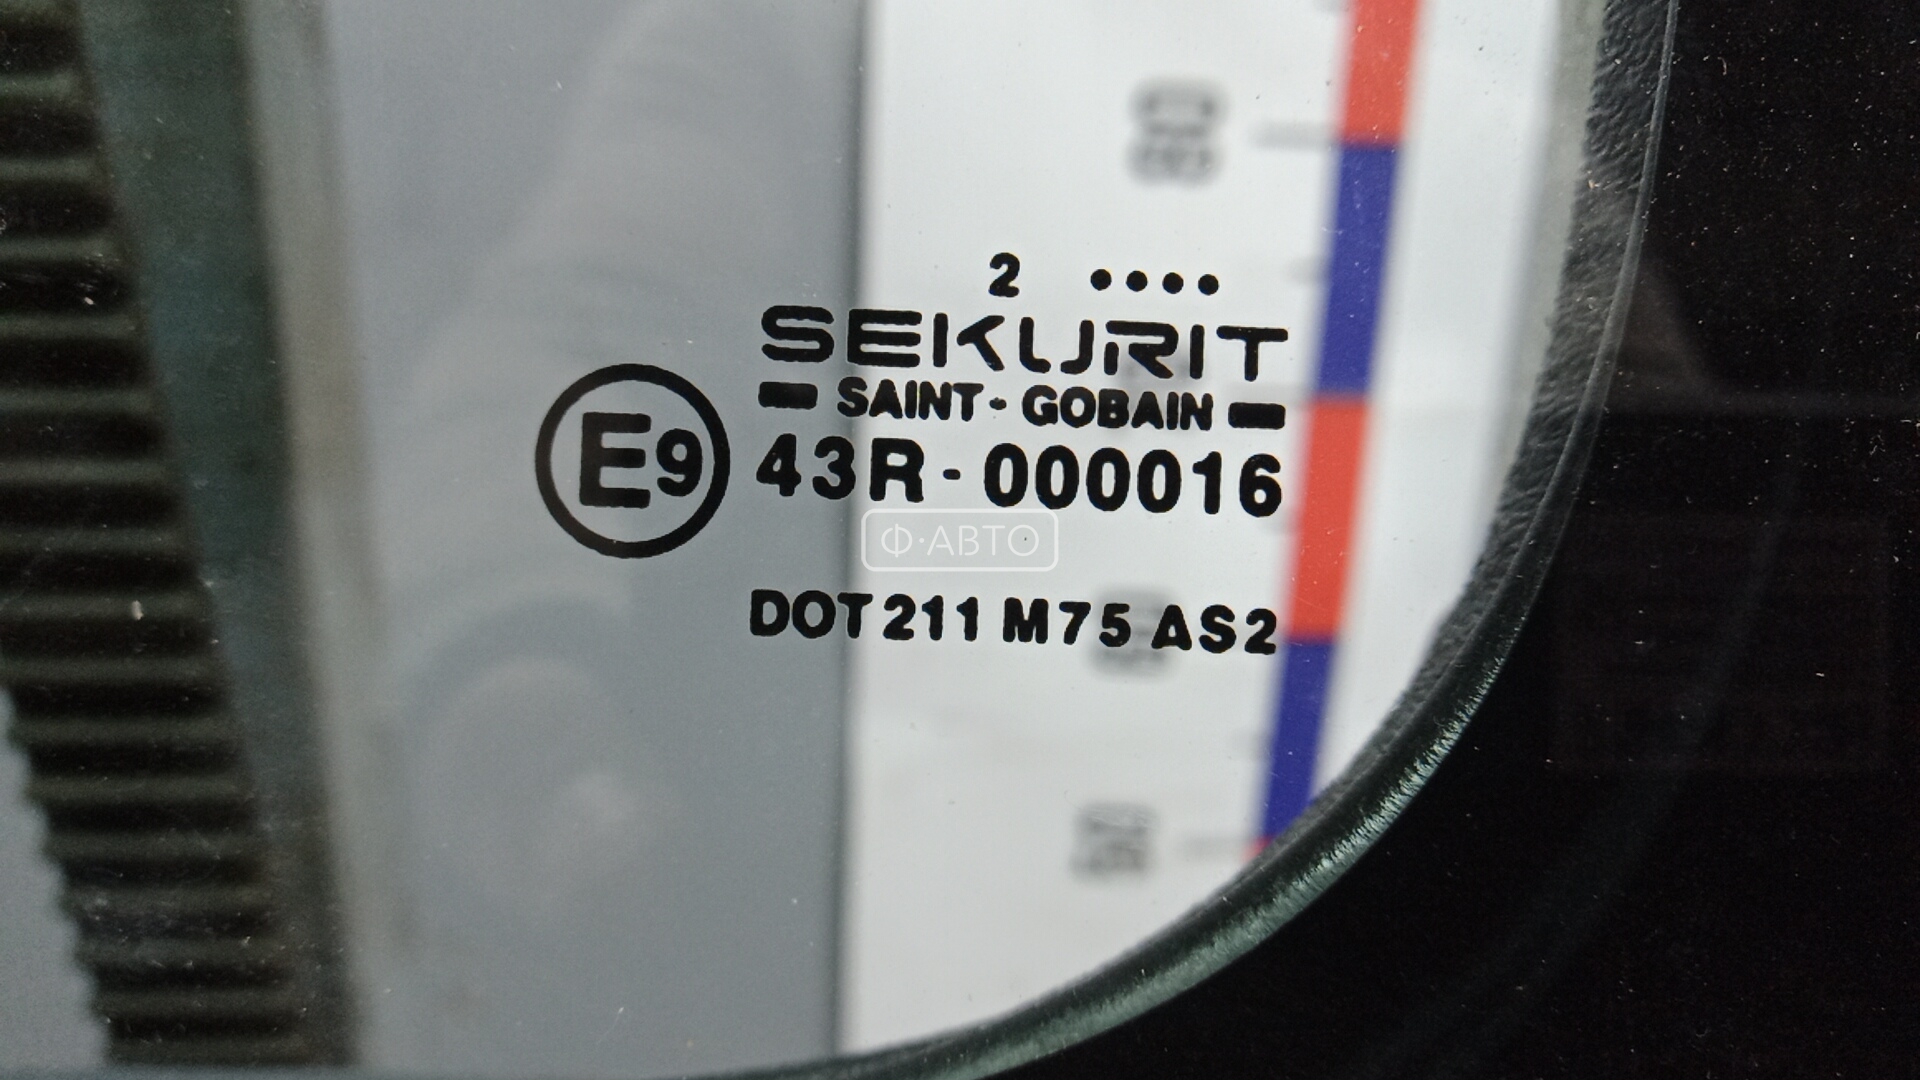 2 ••••
SEKURIT
SAINT-GOBAIN
E9 43R-000016
Ф·АВТО
DOT 211 M75 AS2